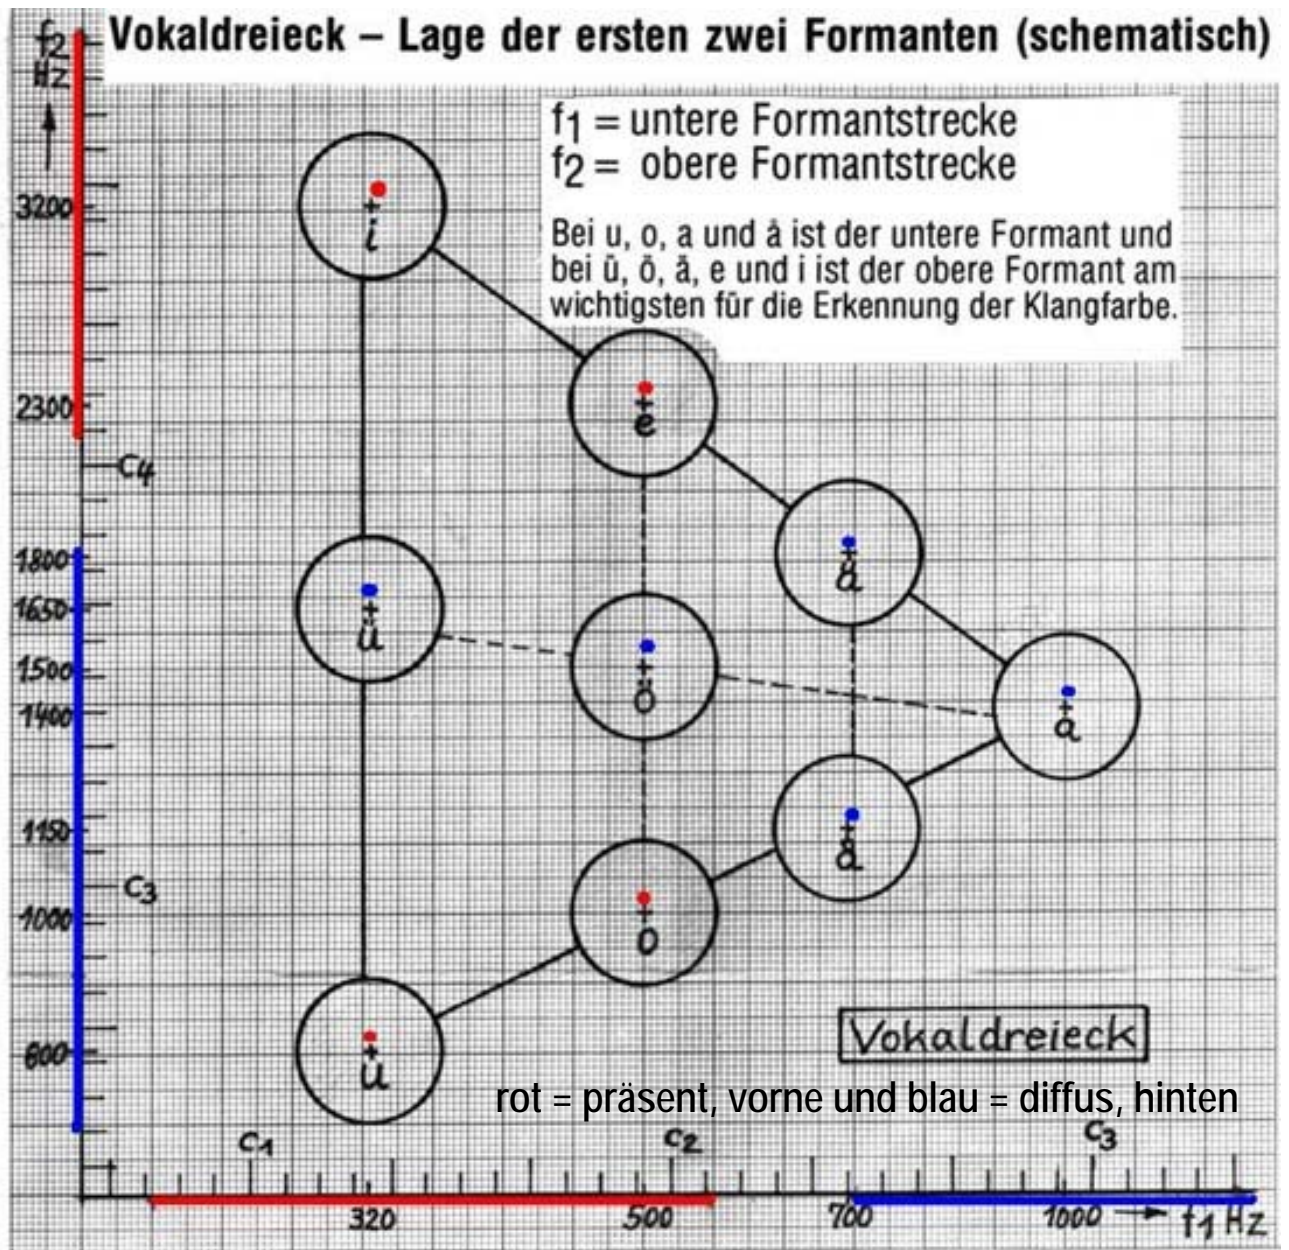 Vokaldreieck – Lage der ersten zwei Formanten (schematisch)
f2
Hz
f1 = untere Formantstrecke
f2 = obere Formantstrecke
Bei u, o, a und å ist der untere Formant und
bei ü, ö, ä, e und i ist der obere Formant am
wichtigsten für die Erkennung der Klangfarbe.
3200
i
2300
e
C4
1800
ä
1650
ü
1500
ö
1400
a
1150
å
C3
1000
o
800
u
Vokaldreieck
rot = präsent, vorne und blau = diffus, hinten
C1
C2
C3
320
500
700
1000
f1 Hz